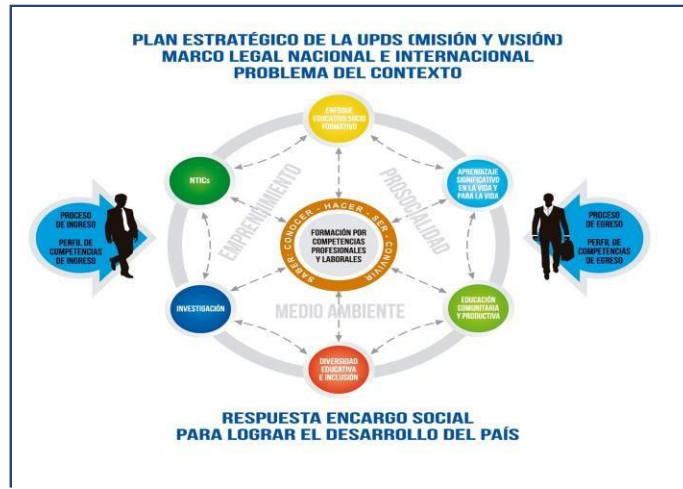 PLAN ESTRATÉGICO DE LA UPDS (MISIÓN Y VISIÓN)
MARCO LEGAL NACIONAL E INTERNACIONAL
PROBLEMA DEL CONTEXTO
ENFOQUE
EDUCATIVO SOCIO
FORMATIVO
NTICs
APRENDIZAJE
SIGNIFICATIVO
EN LA VIDA Y
PARA LA VIDA
EMPRENDIMIENTO
PROSOCIALIDAD
PROCESO
DE INGRESO
PERFIL DE
COMPETENCIAS
DE INGRESO
SABER: CONOCER - HACER - SER - CONVIVIR
FORMACIÓN POR
COMPETENCIAS
PROFESIONALES
Y LABORALES
PROCESO
DE EGRESO
PERFIL DE
COMPETENCIAS
DE EGRESO
INVESTIGACIÓN
MEDIO AMBIENTE
EDUCACIÓN
COMUNITARIA
Y PRODUCTIVA
DIVERSIDAD
EDUCATIVA
E INCLUSIÓN
RESPUESTA ENCARGO SOCIAL
PARA LOGRAR EL DESARROLLO DEL PAÍS